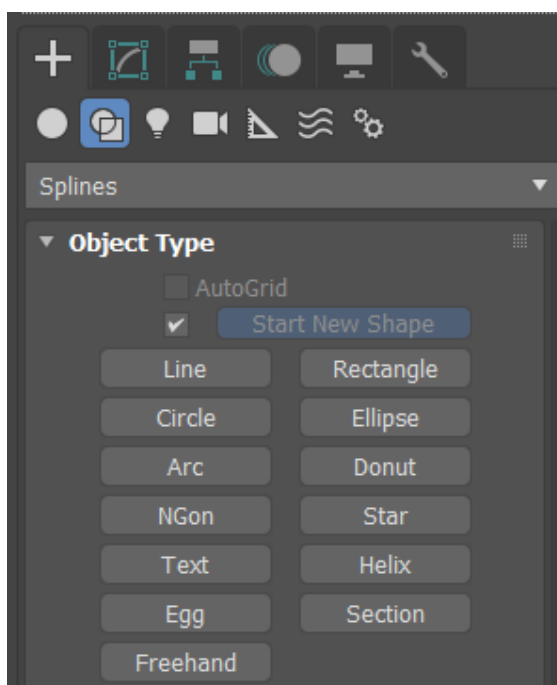 Splines
Object Type
AutoGrid
Start New Shape
Line Rectangle
Circle Ellipse
Arc Donut
NGon Star
Text Helix
Egg Section
Freehand